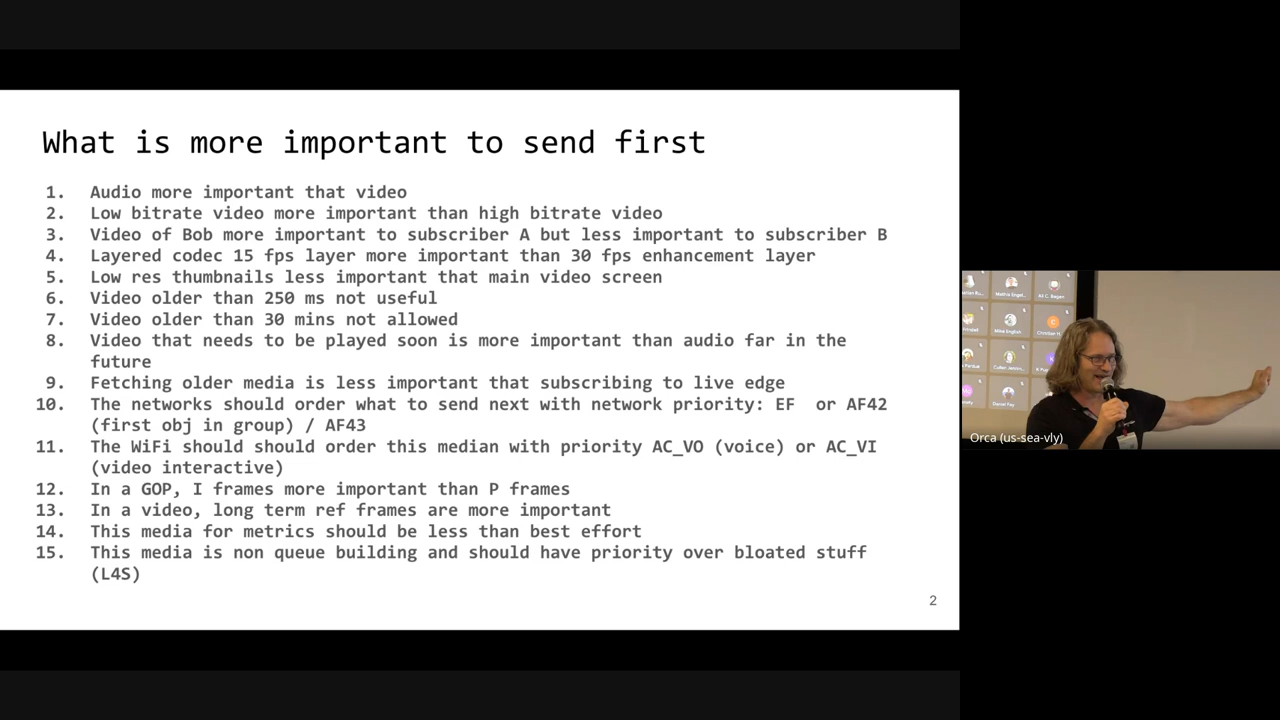 What is more important to send first
1. Audio more important that video
2. Low bitrate video more important than high bitrate video
3. Video of Bob more important to subscriber A but less important to subscriber B
4. Layered codec 15 fps layer more important than 30 fps enhancement layer
5. Low res thumbnails less important that main video screen
6. Video older than 250 ms not useful
7. Video older than 30 mins not allowed
8. Video that needs to be played soon is more important than audio far in the
future
9. Fetching older media is less important that subscribing to live edge
10. The networks should order what to send next with network priority: EF or AF42
(first obj in group) / AF43
11. The WiFi should should order this median with priority AC_VO (voice) or AC_VI
(video interactive)
12. In a GOP, I frames more important than P frames
13. In a video, long term ref frames are more important
14. This media for metrics should be less than best effort
15. This media is non queue building and should have priority over bloated stuff
(L4S)
2
Orca (us-sea-vly)